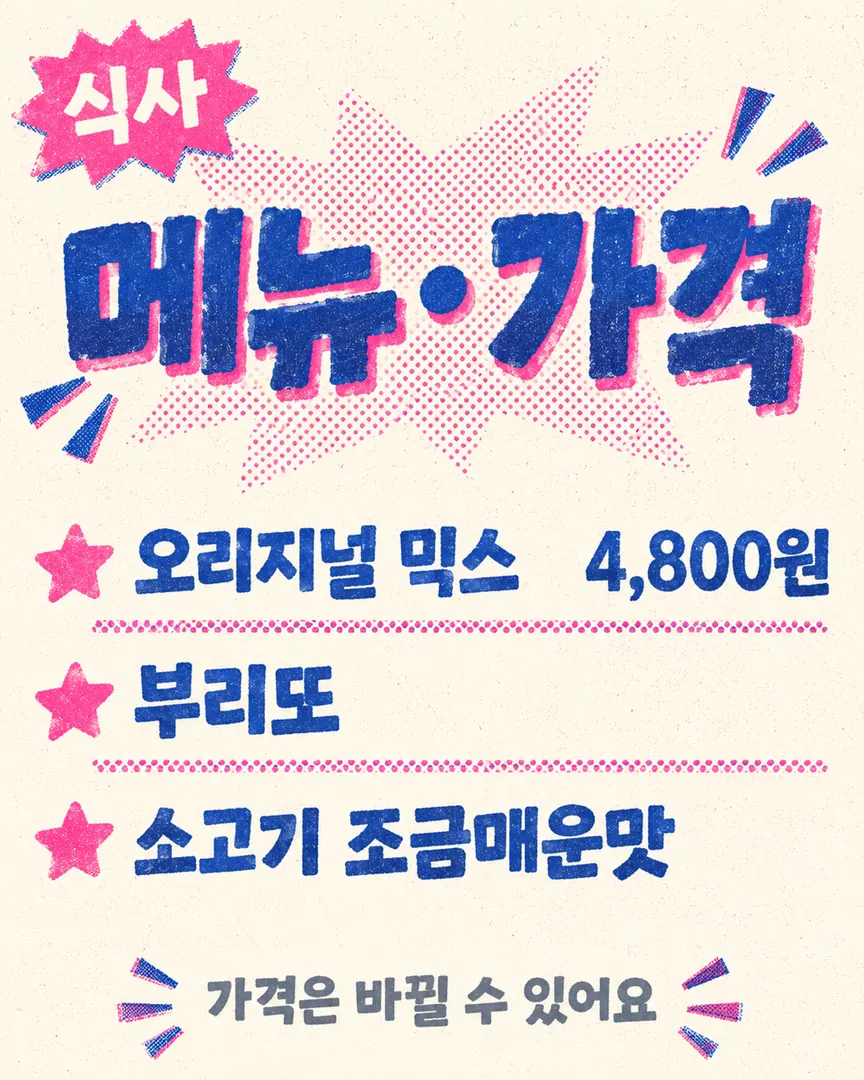 식사
메뉴·가격
오리지널 믹스 4,800원
부리또
소고기 조금매운맛
가격은 바뀔 수 있어요